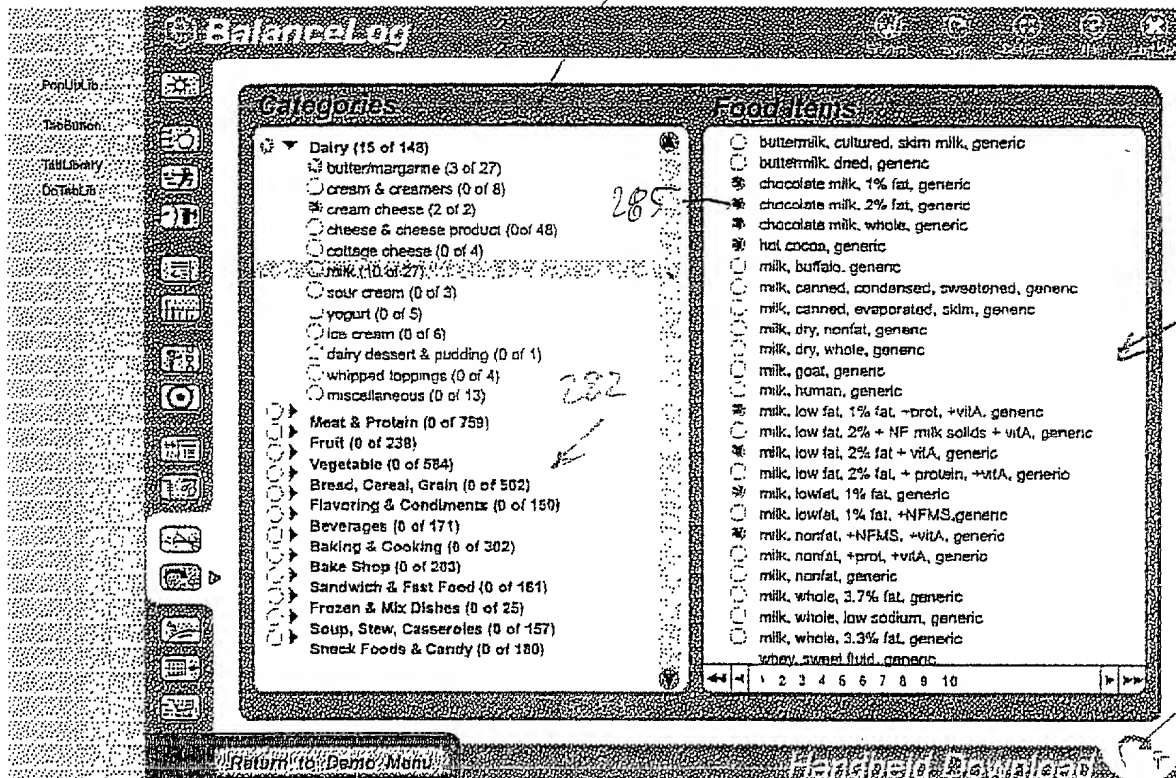 BalanceLog
PopUpLib
TabButton
TabLibrary
DoTabLib
Categories
Dairy (15 of 148)
butter/margarine (3 of 27)
cream & creamers (0 of 8)
cream cheese (2 of 2)
cheese & cheese product (0of 48)
cottage cheese (0 of 4)
milk (10 of 27)
sour cream (0 of 3)
yogurt (0 of 5)
ice cream (0 of 6)
dairy dessert & pudding (0 of 1)
whipped toppings (0 of 4)
miscellaneous (0 of 13)
Meat & Protein (0 of 759)
Fruit (0 of 238)
Vegetable (0 of 584)
Bread, Cereal, Grain (0 of 502)
Flavoring & Condiments (0 of 150)
Beverages (0 of 171)
Baking & Cooking (0 of 302)
Bake Shop (0 of 283)
Sandwich & Fast Food (0 of 161)
Frozen & Mix Dishes (0 of 25)
Soup, Stew, Casseroles (0 of 157)
Snack Foods & Candy (0 of 180)
285
282
Food Items
buttermilk, cultured, skim milk, generic
buttermilk, dried, generic
chocolate milk, 1% fat, generic
chocolate milk, 2% fat, generic
chocolate milk, whole, generic
hot cocoa, generic
milk, buffalo, generic
milk, canned, condensed, sweetened, generic
milk, canned, evaporated, skim, generic
milk, dry, nonfat, generic
milk, dry, whole, generic
milk, goat, generic
milk, human, generic
milk, low fat, 1% fat, +prot, +vitA, generic
milk, low fat, 2% + NF milk solids + vitA, generic
milk, low fat, 2% fat + vitA, generic
milk, low fat, 2% fat, + protein, +vitA, generic
milk, lowfat, 1% fat, generic
milk, lowfat, 1% fat, +NFMS,generic
milk, nonfat, +NFMS, +vitA, generic
milk, nonfat, +prot, +vitA, generic
milk, nonfat, generic
milk, whole, 3.7% fat, generic
milk, whole, low sodium, generic
milk, whole, 3.3% fat, generic
whey, sweet fluid, generic
1 2 3 4 5 6 7 8 9 10
Return to Demo Menu
Handheld Download